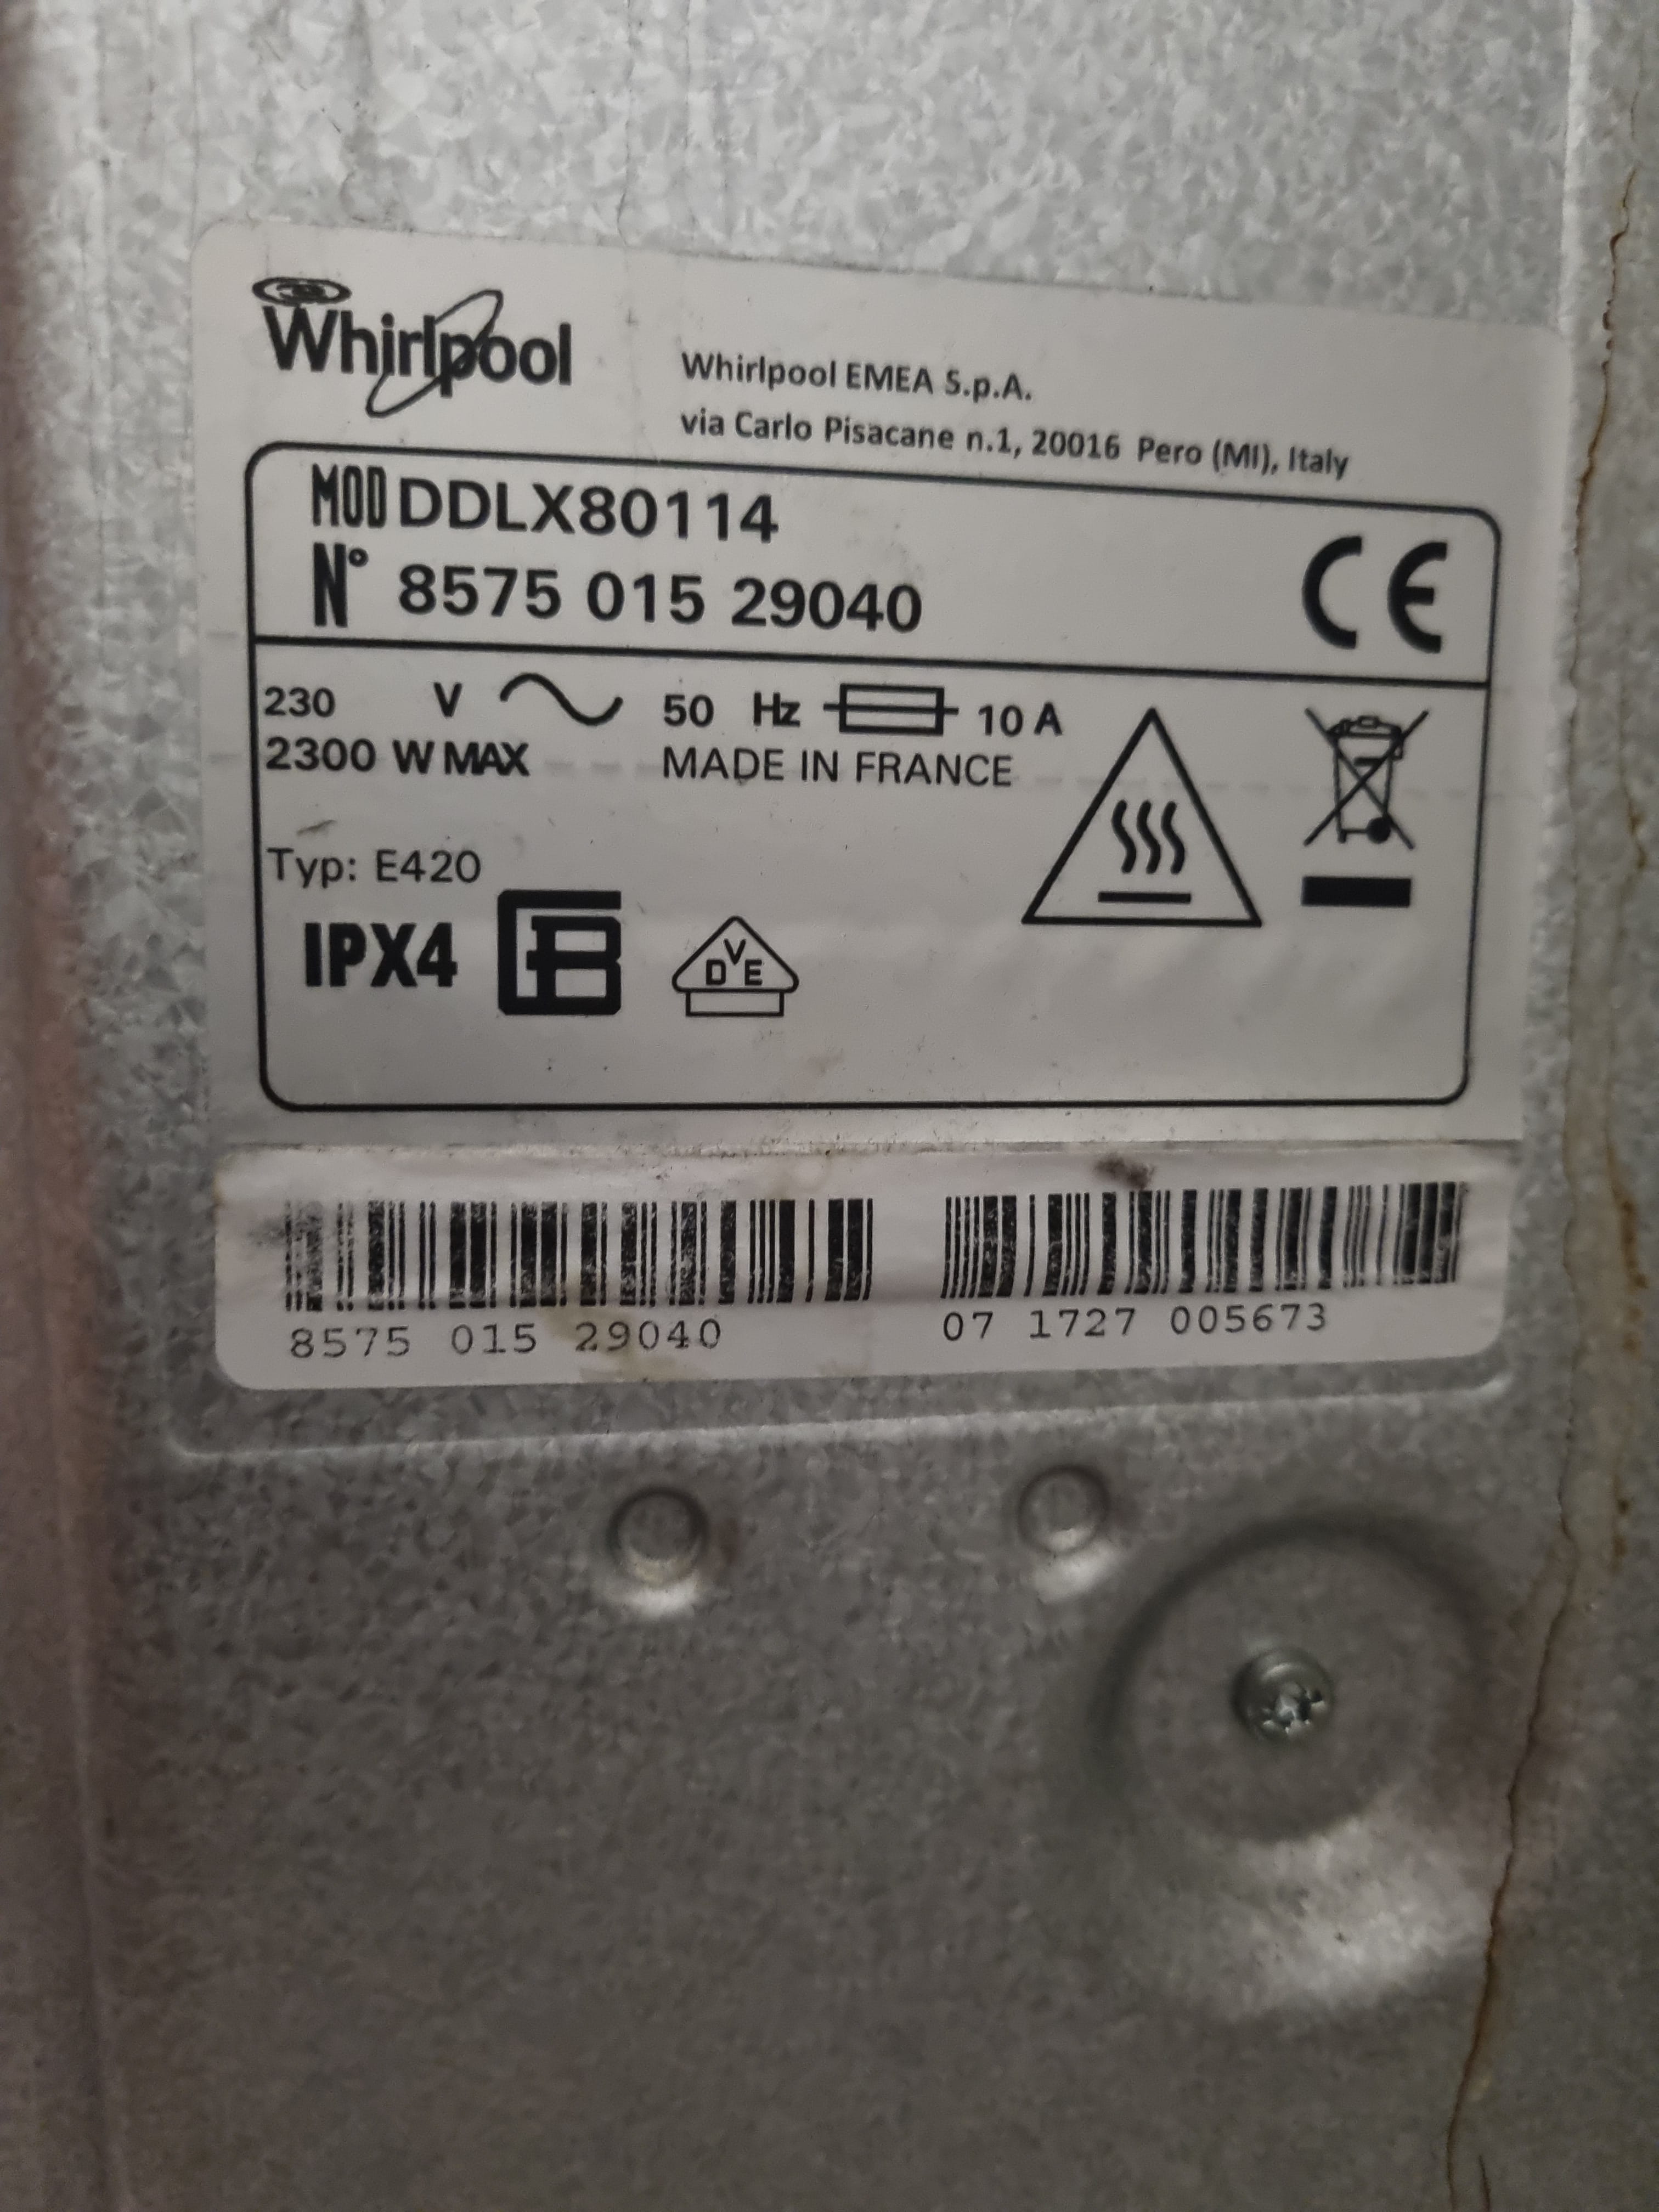 Whirlpool
Whirlpool EMEA S.p.A.
via Carlo Pisacane n.1, 20016 Pero (MI), Italy
MOD DDLX80114
N° 8575 015 29040
CE
230 V 50 Hz 10 A
2300 W MAX MADE IN FRANCE
Typ: E420
IPX4
DVE
8575 015 29040
07 1727 005673